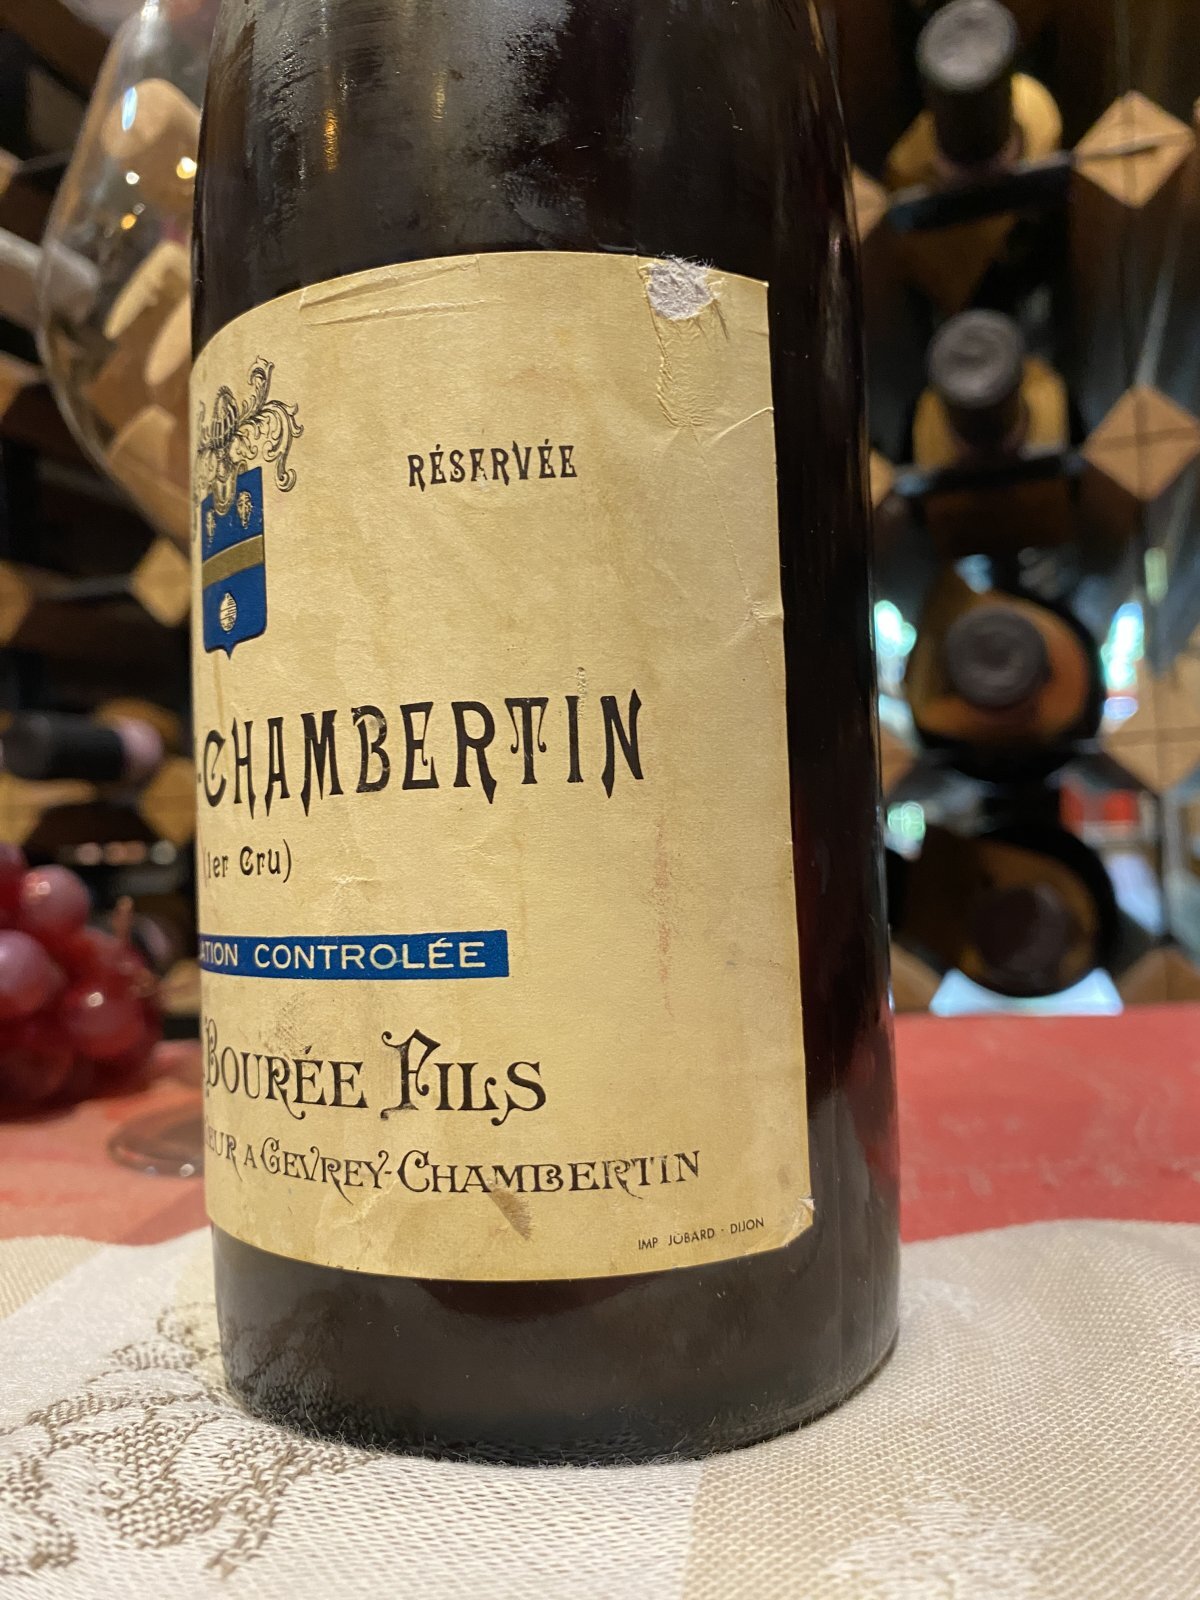 RÉSERVÉE
-CHAMBERTIN
(1er Cru)
ATION CONTROLÉE
BOURÉE FILS
EUR A GEVREY-CHAMBERTIN
IMP JOBARD - DIJON